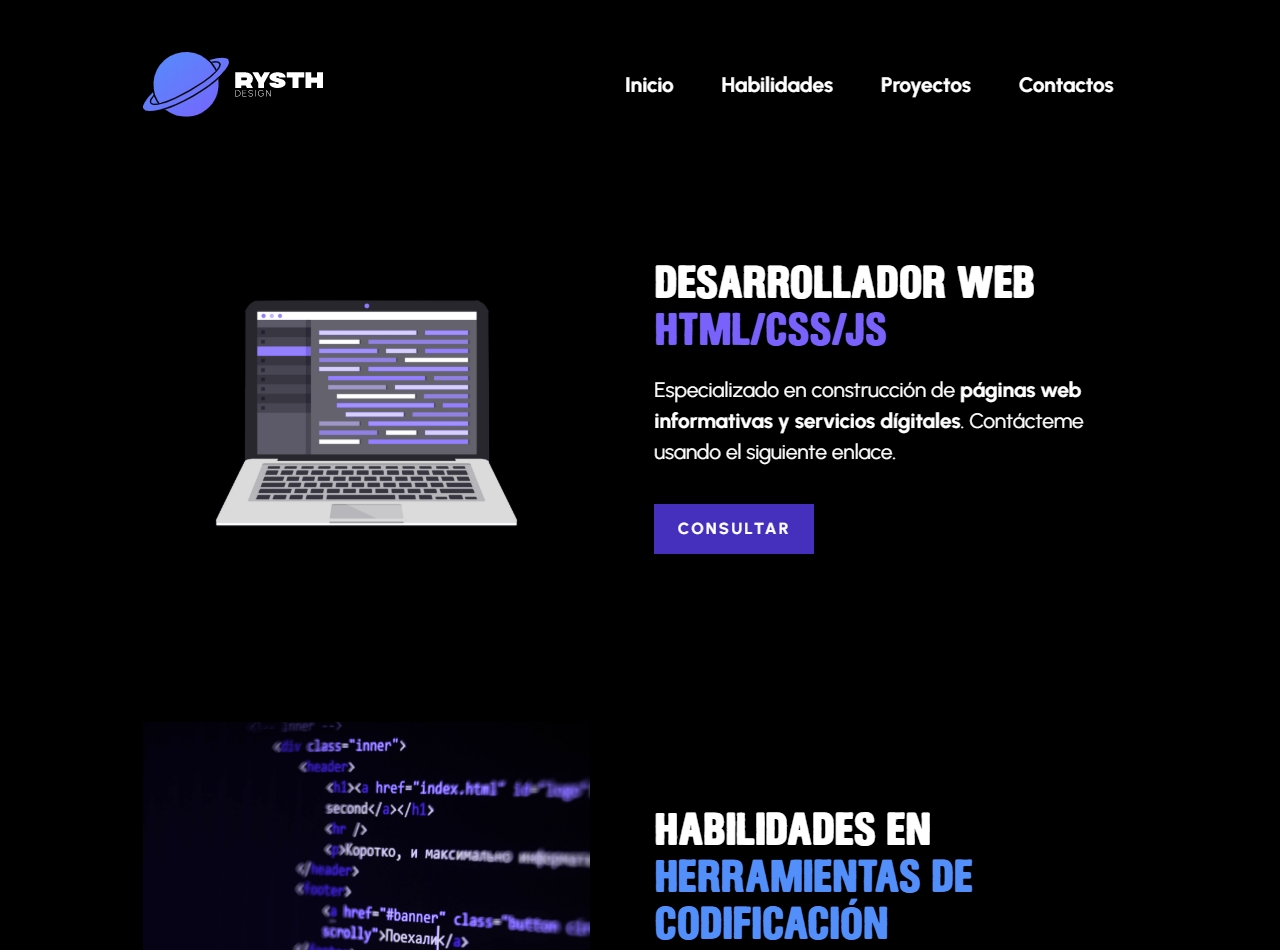 RYSTH
DESIGN
Inicio
Habilidades
Proyectos
Contactos
DESARROLLADOR WEB
HTML/CSS/JS
Especializado en construcción de páginas web
informativas y servicios dígitales. Contácteme
usando el siguiente enlace.
CONSULTAR
<!-- inner -->
<div class="inner">
<header>
<h1><a href="index.html" id="logo"
second</a></h1>
<hr />
<p>Коротко, и максимально
</header>
<footer>
<a href="#banner" class="button
scrolly">Поехали</a>
HABILIDADES EN
HERRAMIENTAS DE
CODIFICACIÓN